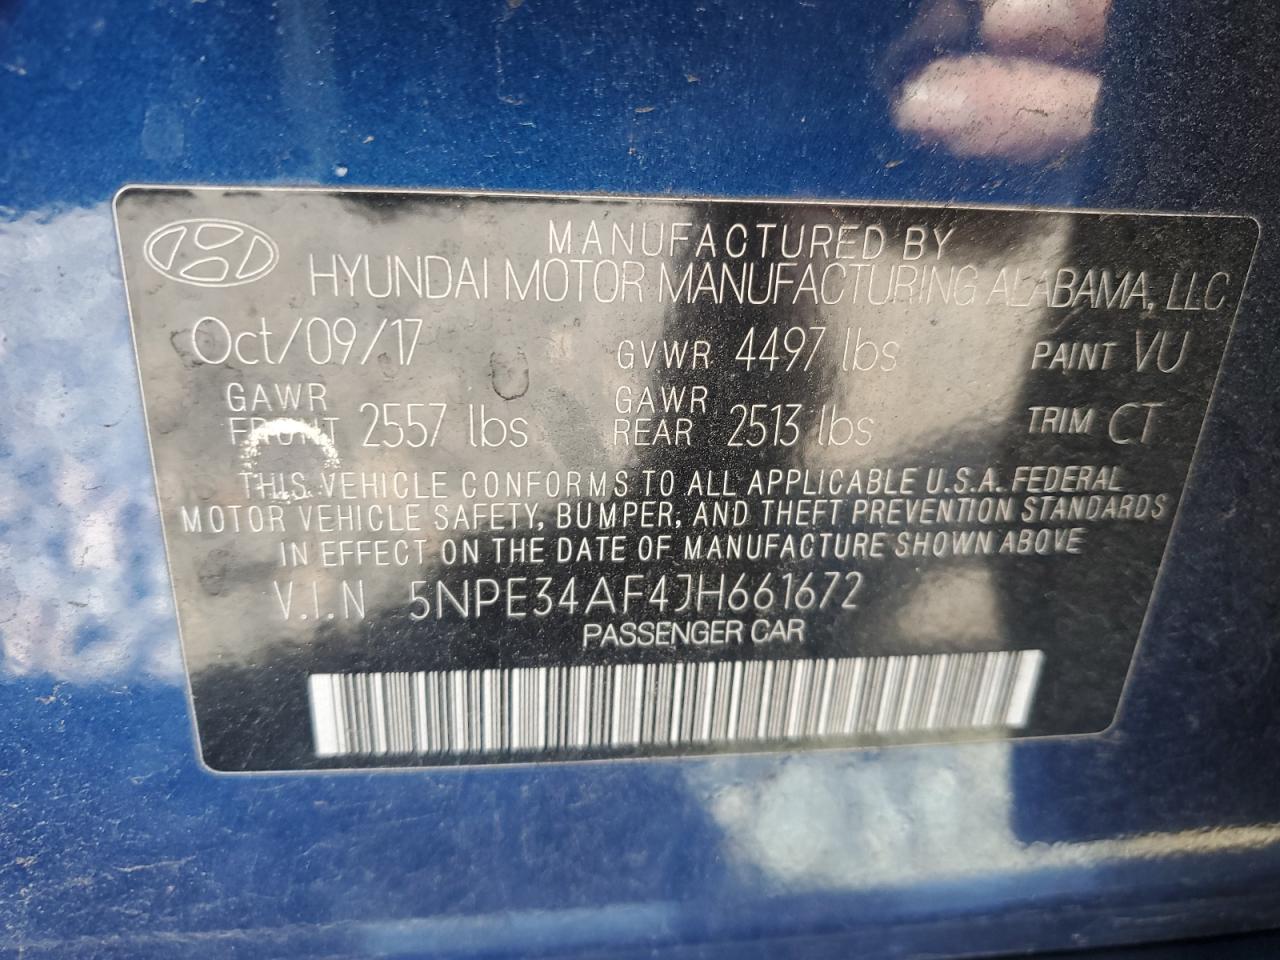 MANUFACTURED BY
HYUNDAI MOTOR MANUFACTURING ALABAMA, LLC
Oct/09/17 GVWR 4497 lbs PAINT VU
GAWR FRONT 2557 lbs GAWR REAR 2513 lbs TRIM CT
THIS VEHICLE CONFORMS TO ALL APPLICABLE U.S.A. FEDERAL
MOTOR VEHICLE SAFETY, BUMPER, AND THEFT PREVENTION STANDARDS
IN EFFECT ON THE DATE OF MANUFACTURE SHOWN ABOVE
V.I.N 5NPE34AF4JH661672
PASSENGER CAR